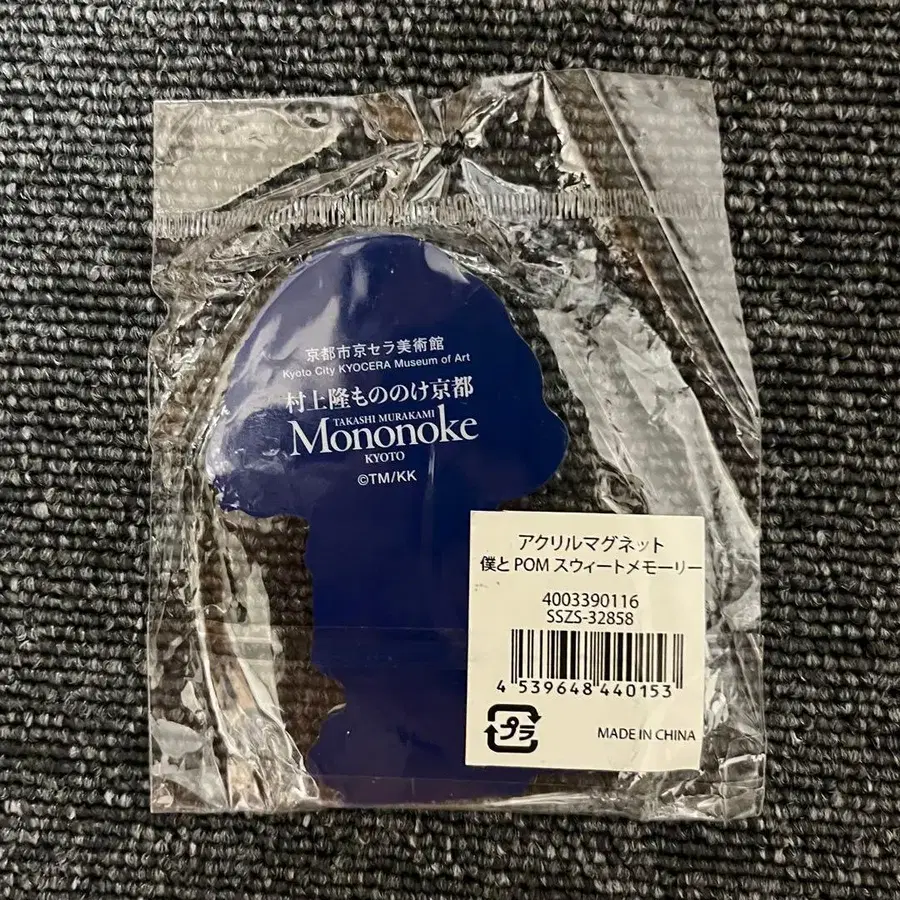 京都市京セラ美術館
Kyoto City KYOCERA Museum of Art
村上隆もののけ京都
TAKASHI MURAKAMI
Mononoke
KYOTO
©TM/KK
アクリルマグネット
僕と POM スウィートメモーリー
4003390116
SSZS-32858
4 539648 440153
プラ
MADE IN CHINA